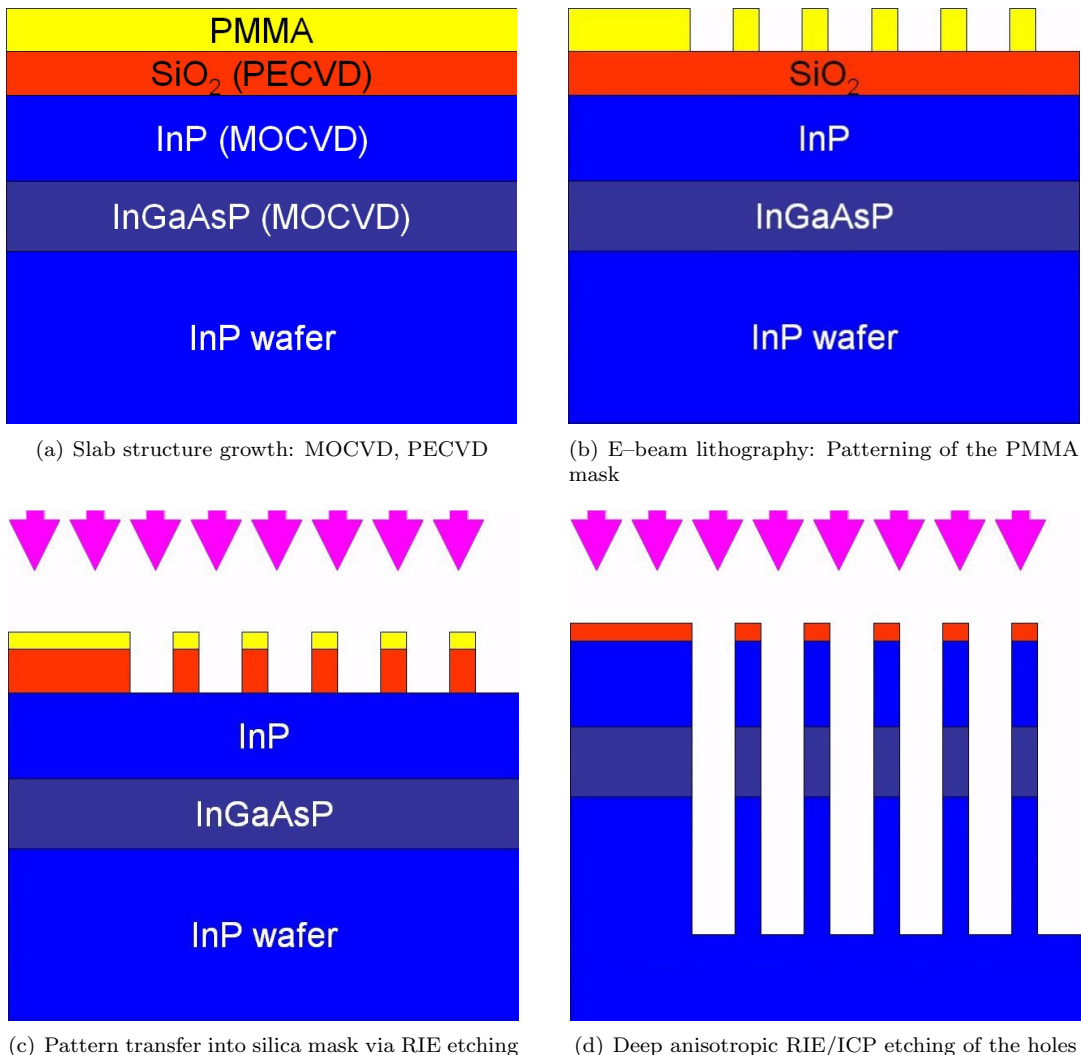 PMMA
SiO₂ (PECVD)
InP (MOCVD)
InGaAsP (MOCVD)
InP wafer
(a) Slab structure growth: MOCVD, PECVD
SiO₂
InP
InGaAsP
InP wafer
(b) E–beam lithography: Patterning of the PMMA
mask
InP
InGaAsP
InP wafer
(c) Pattern transfer into silica mask via RIE etching
(d) Deep anisotropic RIE/ICP etching of the holes